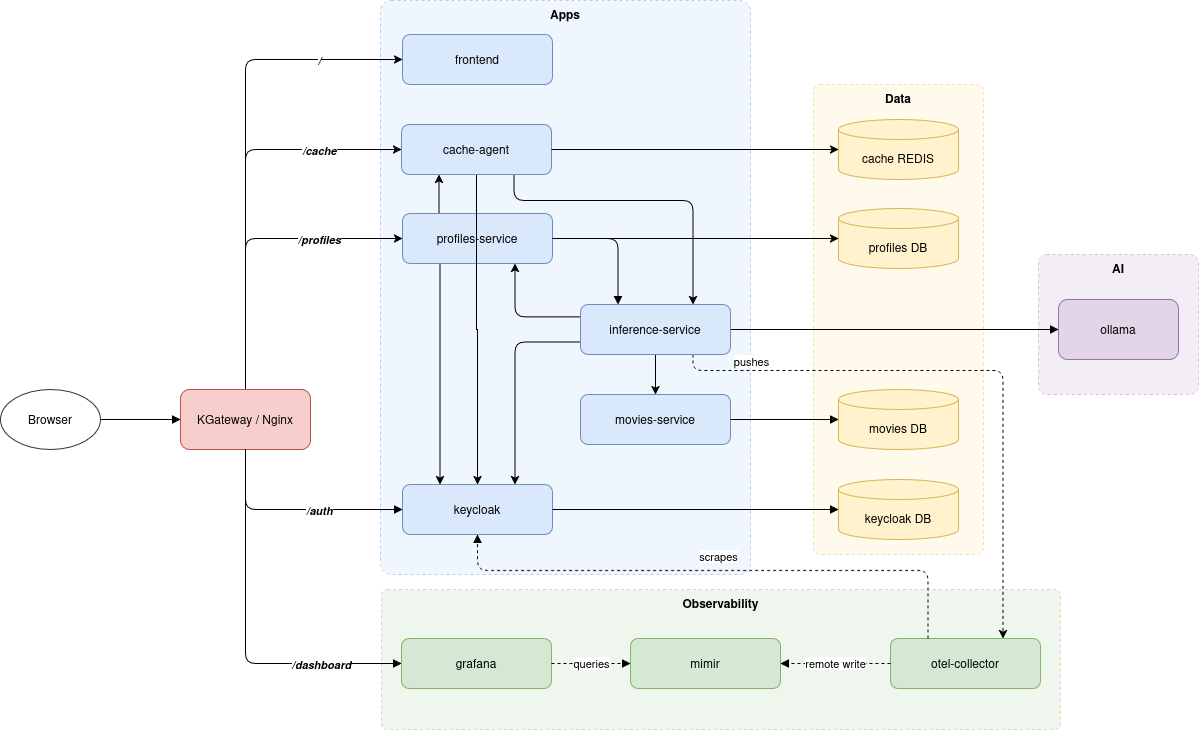 Apps
/
frontend
Data
/cache
cache-agent
cache REDIS
/profiles
profiles-service
profiles DB
AI
inference-service
ollama
pushes
Browser
KGateway / Nginx
movies-service
movies DB
/auth
keycloak
keycloak DB
scrapes
Observability
/dashboard
grafana
queries
mimir
remote write
otel-collector